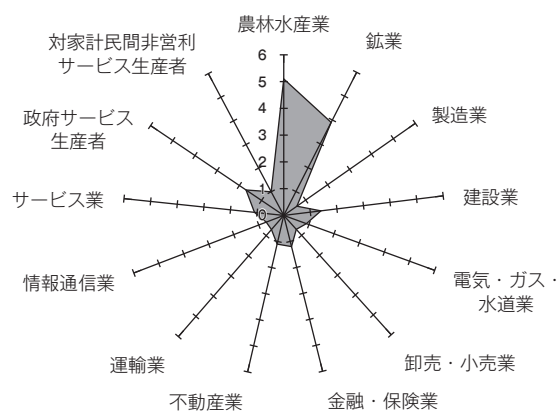 農林水産業
鉱業
製造業
建設業
電気・ガス・
水道業
卸売・小売業
金融・保険業
不動産業
運輸業
情報通信業
サービス業
政府サービス
生産者
対家計民間非営利
サービス生産者
6
5
4
3
2
1
0